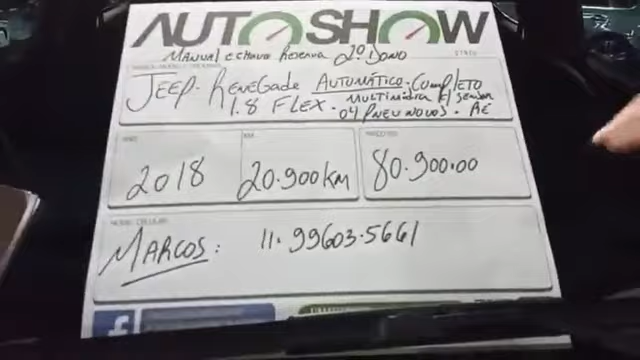 AUTOSHOW
MANUAL E CHAVE RESERVA 2º DONO
JEEP. RENEGADE AUTOMÁTICO. COMPLETO
1.8 FLEX. MULTIMÍDIA E SENSOR
04 PNEU NOVOS. RÉ
2018 20.900KM 80.900.00
MARCOS: 11.99603.5661
f